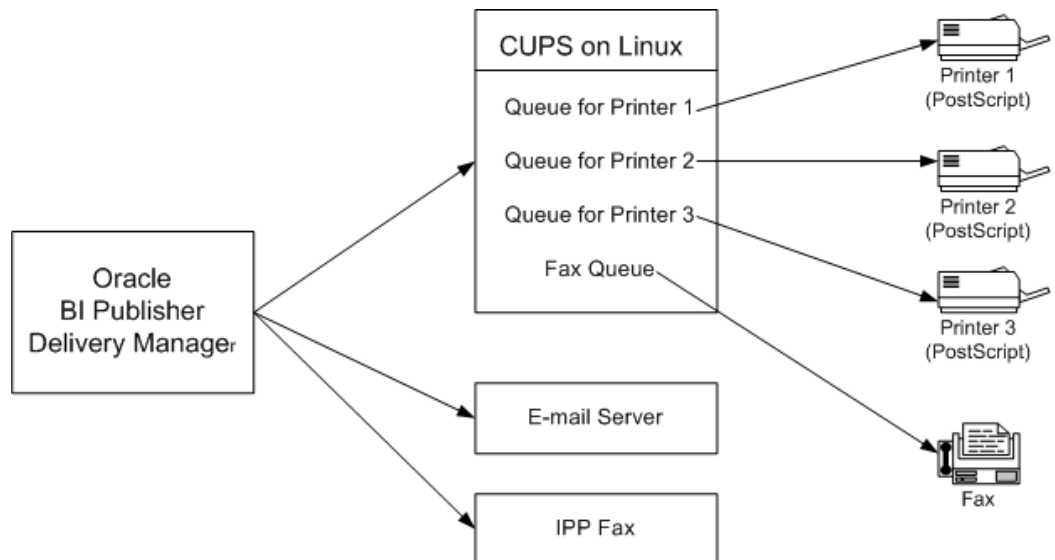 CUPS on Linux
Queue for Printer 1
Queue for Printer 2
Queue for Printer 3
Fax Queue
Printer 1
(PostScript)
Printer 2
(PostScript)
Printer 3
(PostScript)
Fax
Oracle
BI Publisher
Delivery Manager
E-mail Server
IPP Fax